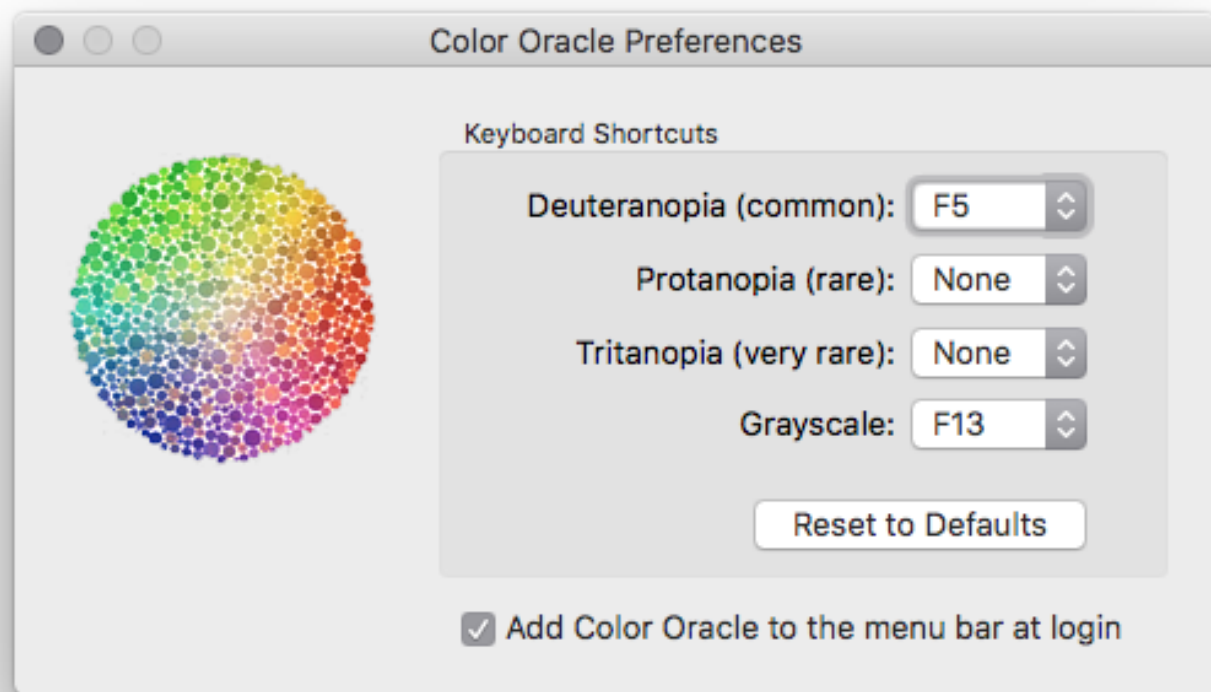 Color Oracle Preferences
Keyboard Shortcuts
Deuteranopia (common): F5
Protanopia (rare): None
Tritanopia (very rare): None
Grayscale: F13
Reset to Defaults
Add Color Oracle to the menu bar at login